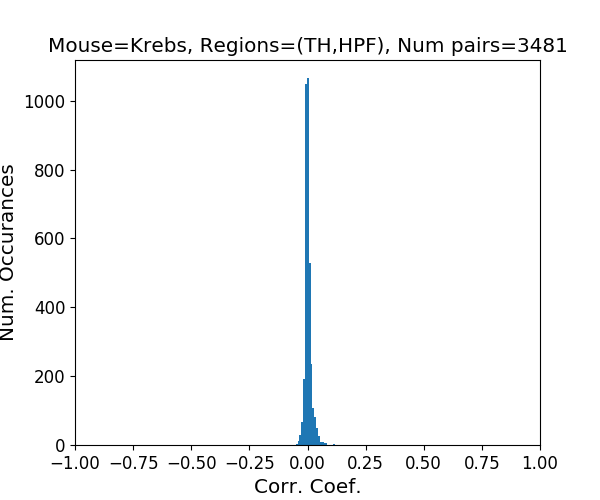 Mouse=Krebs, Regions=(TH,HPF), Num pairs=3481
1000
800
600
400
200
0
Num. Occurances
−1.00 −0.75 −0.50 −0.25 0.00 0.25 0.50 0.75 1.00
Corr. Coef.